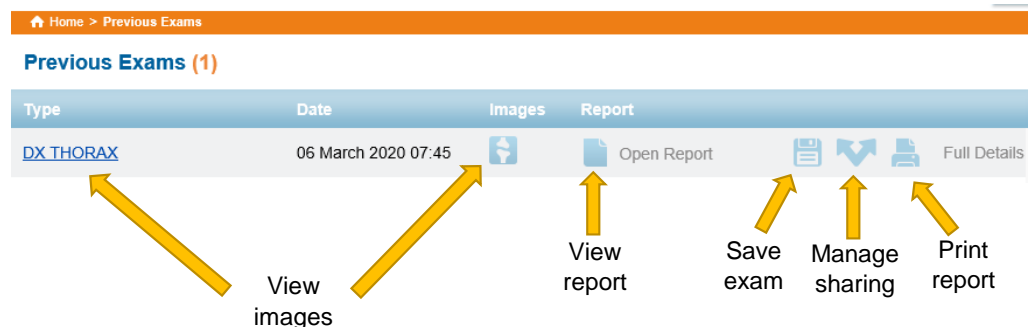 Home > Previous Exams
Previous Exams (1)
Type Date Images Report
DX THORAX 06 March 2020 07:45 Open Report Full Details
View
report
Save
exam
Manage
sharing
Print
report
View
images